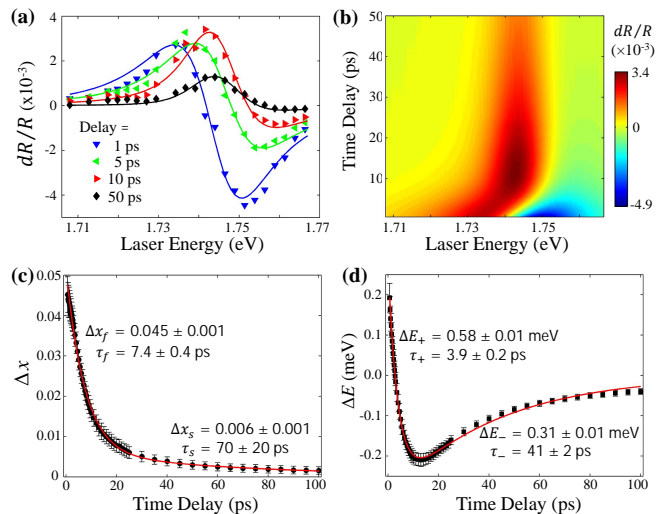 (a)
4
2
0
-2
-4
dR/R (x10⁻³)
Delay =
1 ps
5 ps
10 ps
50 ps
1.71
1.73
1.75
1.77
Laser Energy (eV)
(b)
50
40
30
20
10
Time Delay (ps)
1.71
1.73
1.75
Laser Energy (eV)
dR/R
(×10⁻³)
3.4
0
-4.9
(c)
0.05
0.04
0.03
0.02
0.01
0
Δx
Δx_f = 0.045 ± 0.001
τ_f = 7.4 ± 0.4 ps
Δx_s = 0.006 ± 0.001
τ_s = 70 ± 20 ps
0 20 40 60 80 100
Time Delay (ps)
(d)
0.2
0.1
0.0
-0.1
-0.2
ΔE (meV)
ΔE₊ = 0.58 ± 0.01 meV
τ₊ = 3.9 ± 0.2 ps
ΔE₋ = 0.31 ± 0.01 meV
τ₋ = 41 ± 2 ps
0 20 40 60 80 100
Time Delay (ps)